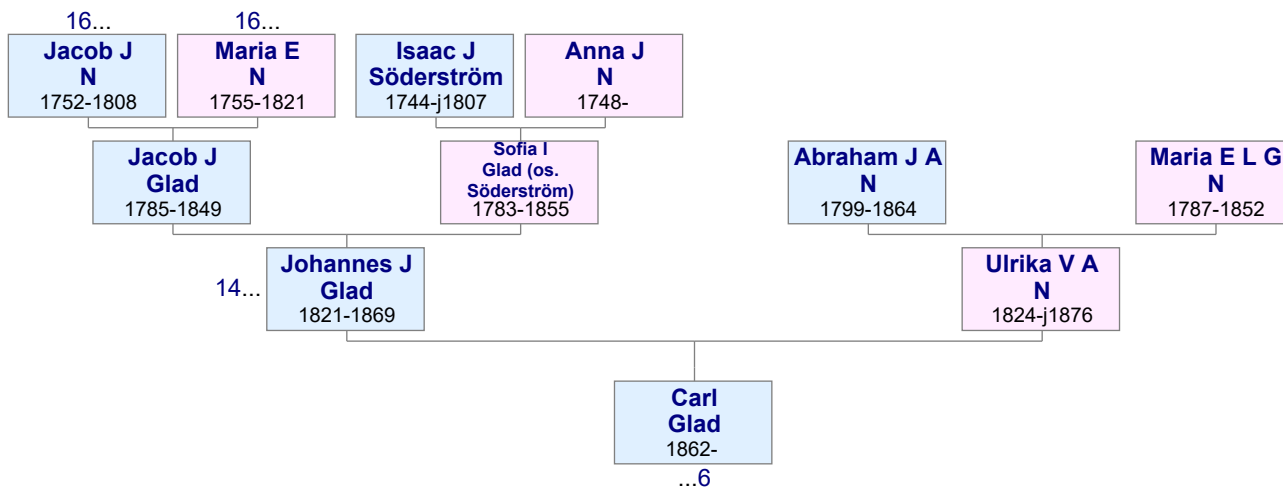 16...
16...
Jacob J
N
1752-1808
Maria E
N
1755-1821
Isaac J
Söderström
1744-j1807
Anna J
N
1748-
Jacob J
Glad
1785-1849
Sofia I
Glad (os.
Söderström)
1783-1855
Abraham J A
N
1799-1864
Maria E L G
N
1787-1852
14...
Johannes J
Glad
1821-1869
Ulrika V A
N
1824-j1876
Carl
Glad
1862-
...6